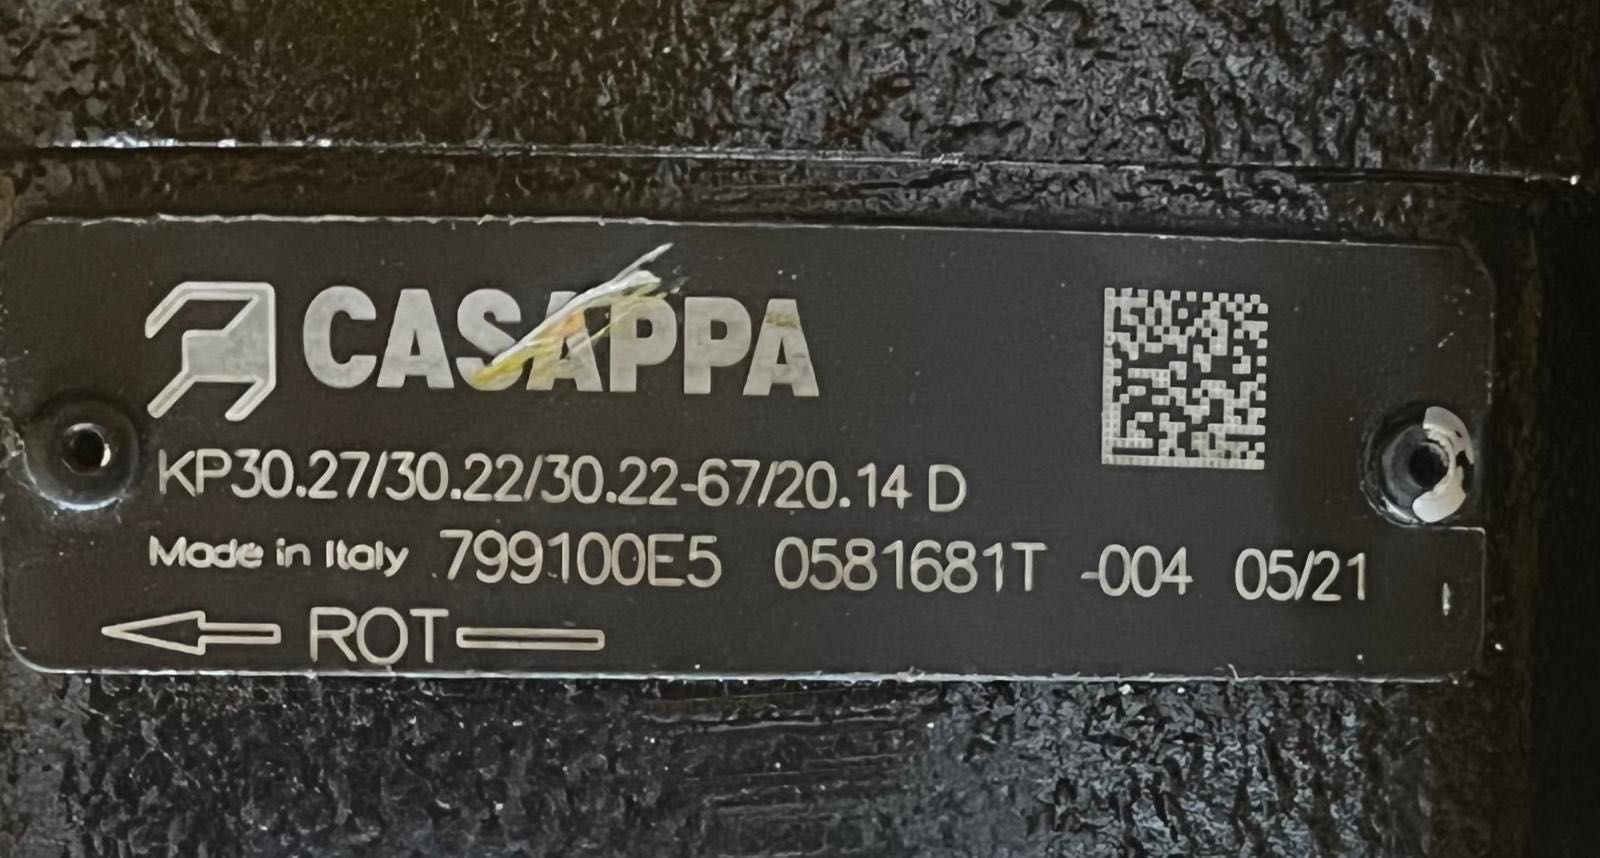 CASAPPA
KP30.27/30.22/30.22-67/20.14 D
Made in Italy 799100E5 0581681T -004 05/21
ROT